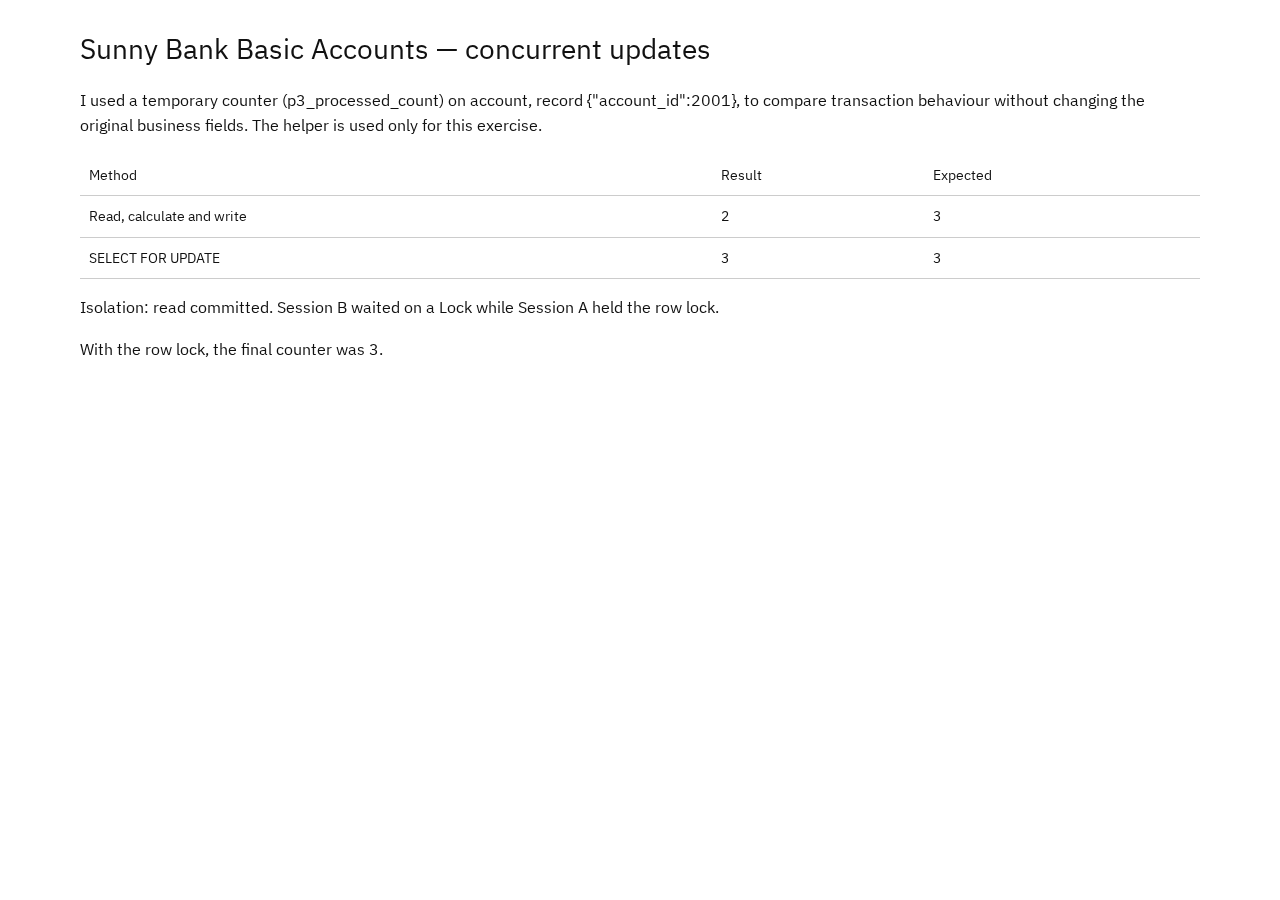 Sunny Bank Basic Accounts — concurrent updates
I used a temporary counter (p3_processed_count) on account, record {"account_id":2001}, to compare transaction behaviour without changing the
original business fields. The helper is used only for this exercise.
Method Result Expected
Read, calculate and write 2 3
SELECT FOR UPDATE 3 3
Isolation: read committed. Session B waited on a Lock while Session A held the row lock.
With the row lock, the final counter was 3.